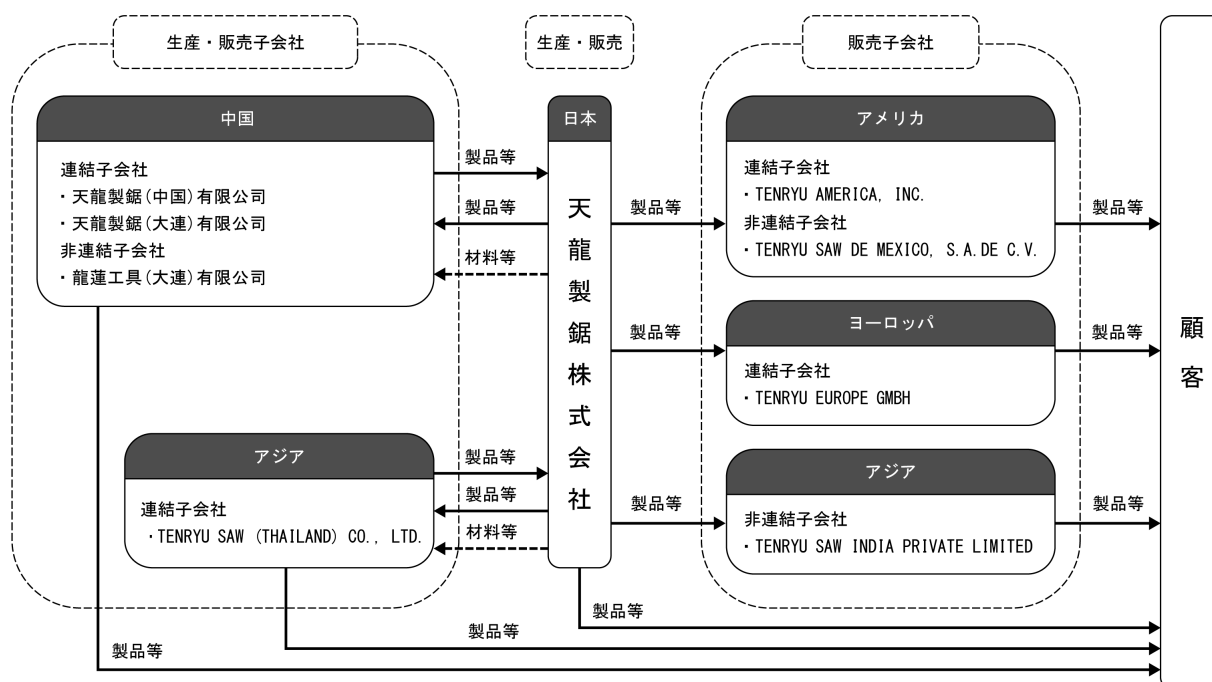 生産・販売子会社
生産・販売
販売子会社
中国
連結子会社
・天龍製鋸(中国)有限公司
・天龍製鋸(大連)有限公司
非連結子会社
・龍蓮工具(大連)有限公司
製品等
製品等
材料等
アジア
連結子会社
・TENRYU SAW (THAILAND) CO., LTD.
製品等
製品等
材料等
日本
天龍製鋸株式会社
製品等
製品等
製品等
アメリカ
連結子会社
・TENRYU AMERICA, INC.
非連結子会社
・TENRYU SAW DE MEXICO, S.A.DE C.V.
ヨーロッパ
連結子会社
・TENRYU EUROPE GMBH
アジア
非連結子会社
・TENRYU SAW INDIA PRIVATE LIMITED
製品等
製品等
製品等
製品等
製品等
製品等
顧客